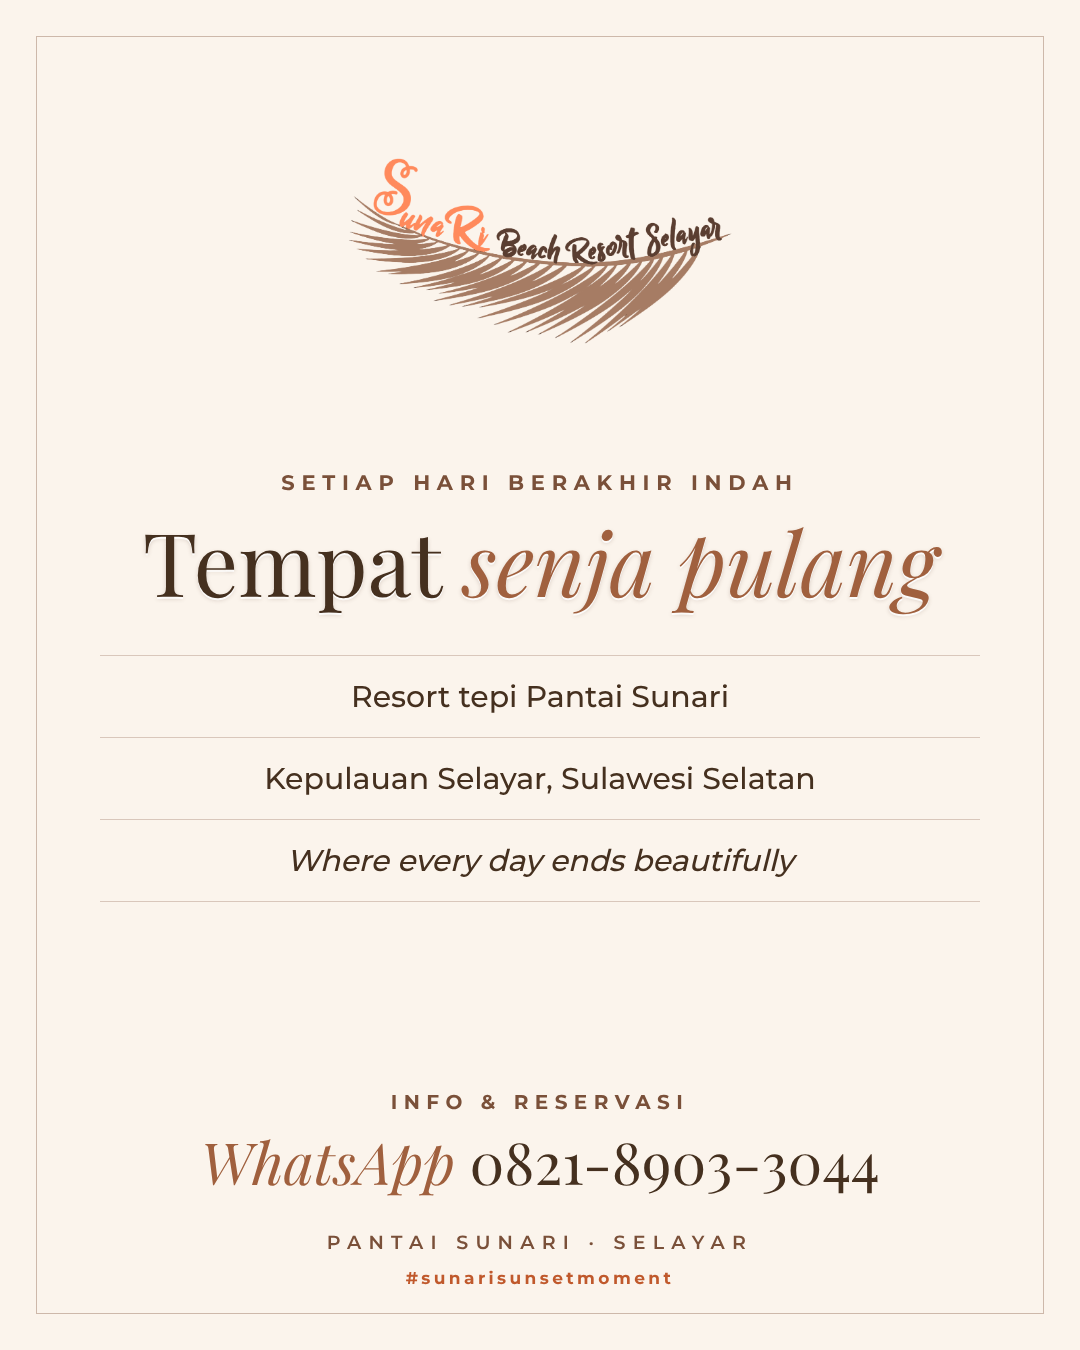 SunaRi Beach Resort Selayar
SETIAP HARI BERAKHIR INDAH
Tempat senja pulang
Resort tepi Pantai Sunari
Kepulauan Selayar, Sulawesi Selatan
Where every day ends beautifully
INFO & RESERVASI
WhatsApp 0821-8903-3044
PANTAI SUNARI · SELAYAR
#sunarisunsetmoment